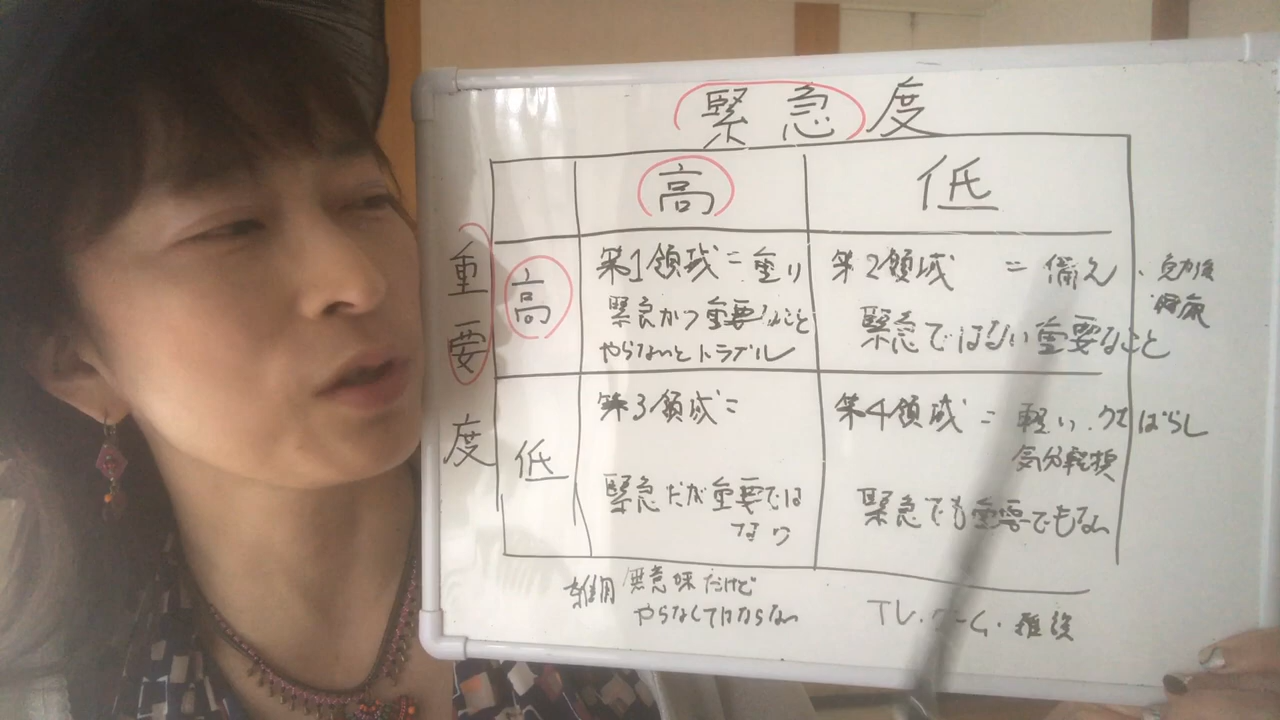 緊急度
高
低
重要度
高
第1領域=重い
緊急かつ重要なこと
やらないとトラブル
第2領域 = 備え・
緊急ではない重要なこと
低
第3領域=
緊急だが重要では
ない
第4領域 = 軽い、ばらし
気分転換
緊急でも重要でもない
雑用 無意味だけど
やらなくてはならない
TV・ゲーム・雑談